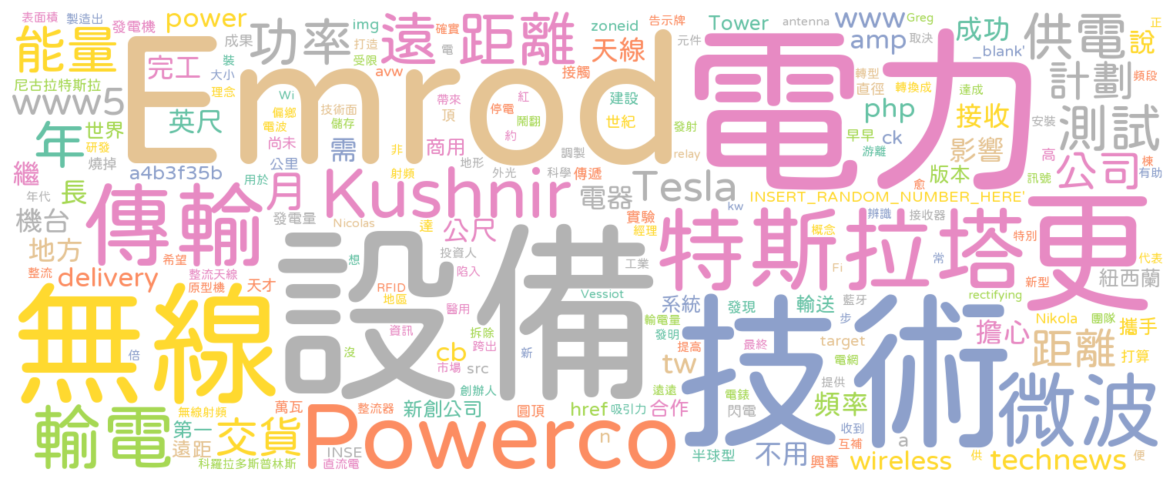 表面積 製造出
發電機 power
能量
Emrod
成果 功率
img
打造
受限
遠距離
確實
電
avw
接觸
zoneid
天線
告示牌
元件
Tower
antenna
www
Greg
amp
取決
成功
_blank'
供電
正
說
頻段
計劃
完工
裝
大小
理念
尼古拉特斯拉
www5
年
世界
研發
英尺
Wi
偏鄉
電波
尚未
技術面
儲存
帶來
頂
停電
紅
鬧翻
約
建設
世紀
發射
relay
電力
轉型
直徑
轉換成
早早
游離
php
ck
達成
接收
影響
安裝
測試
燒掉
a4b3f35b
公里
需
非
射頻
商用
調製
地形
外光
科學
傳遞
版本
訊號
高
公司
棟
有助
繼
長
年代
用於
月
Kushnir
電器
Tesla
kw
INSERT_RANDOM_NUMBER_HERE'
愈
機台
地方
傳輸
發電量
Nicolas
達
公尺
投資人
實驗
經理
想
工業
特斯拉塔
辨識
接收器
概念
Fi
特別
更
代表
整流
delivery
希望
整流天線
原型機
天才
RFID
地區
醫用
陷入
Vessiot
設備
系統
輸電量
發明
發現
輸送
藍牙
常
rectifying
新型
紐西蘭
無線
倍
資訊
沒
跨出
拆除
市場
cb
src
新
提高
tw
遠遠
最終
target
步
電網
技術
擔心
Nikola
團隊
攜手
距離
打算
輸電
無線射頻
第一
遠距
萬瓦
交貨
整流器
創辦人
新創公司
圓頂
href
吸引力
合作
電錶
閃電
提供
頻率
收到
互補
a
微波
科羅拉多斯普林斯
INSE
直流電
Powerco
n
半球型
不用
興奮
wireless
供
technews
便